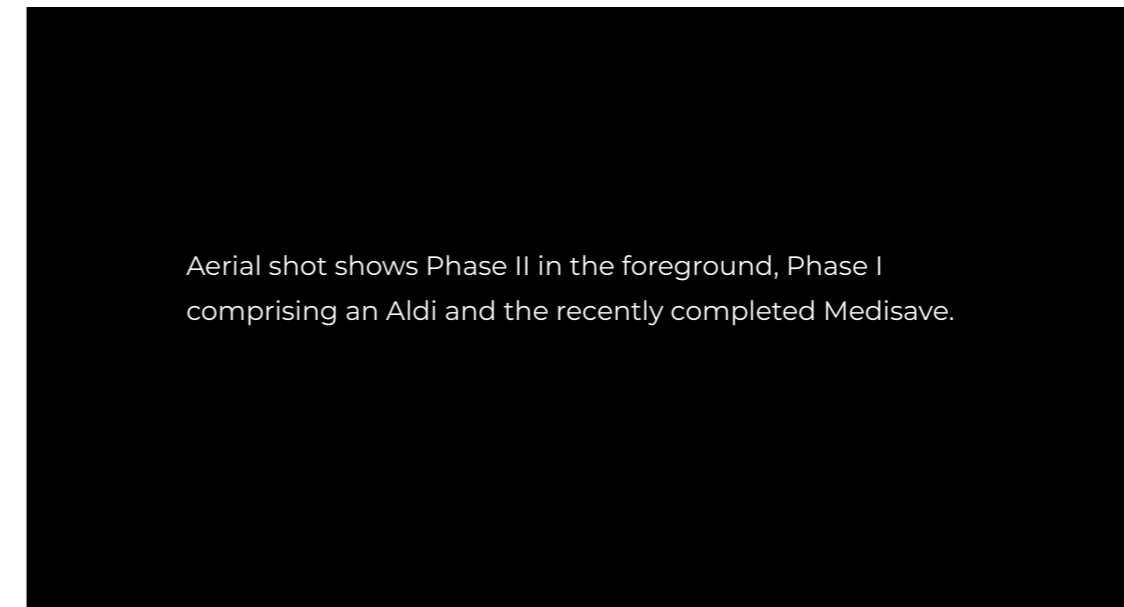 Aerial shot shows Phase II in the foreground, Phase I
comprising an Aldi and the recently completed Medisave.